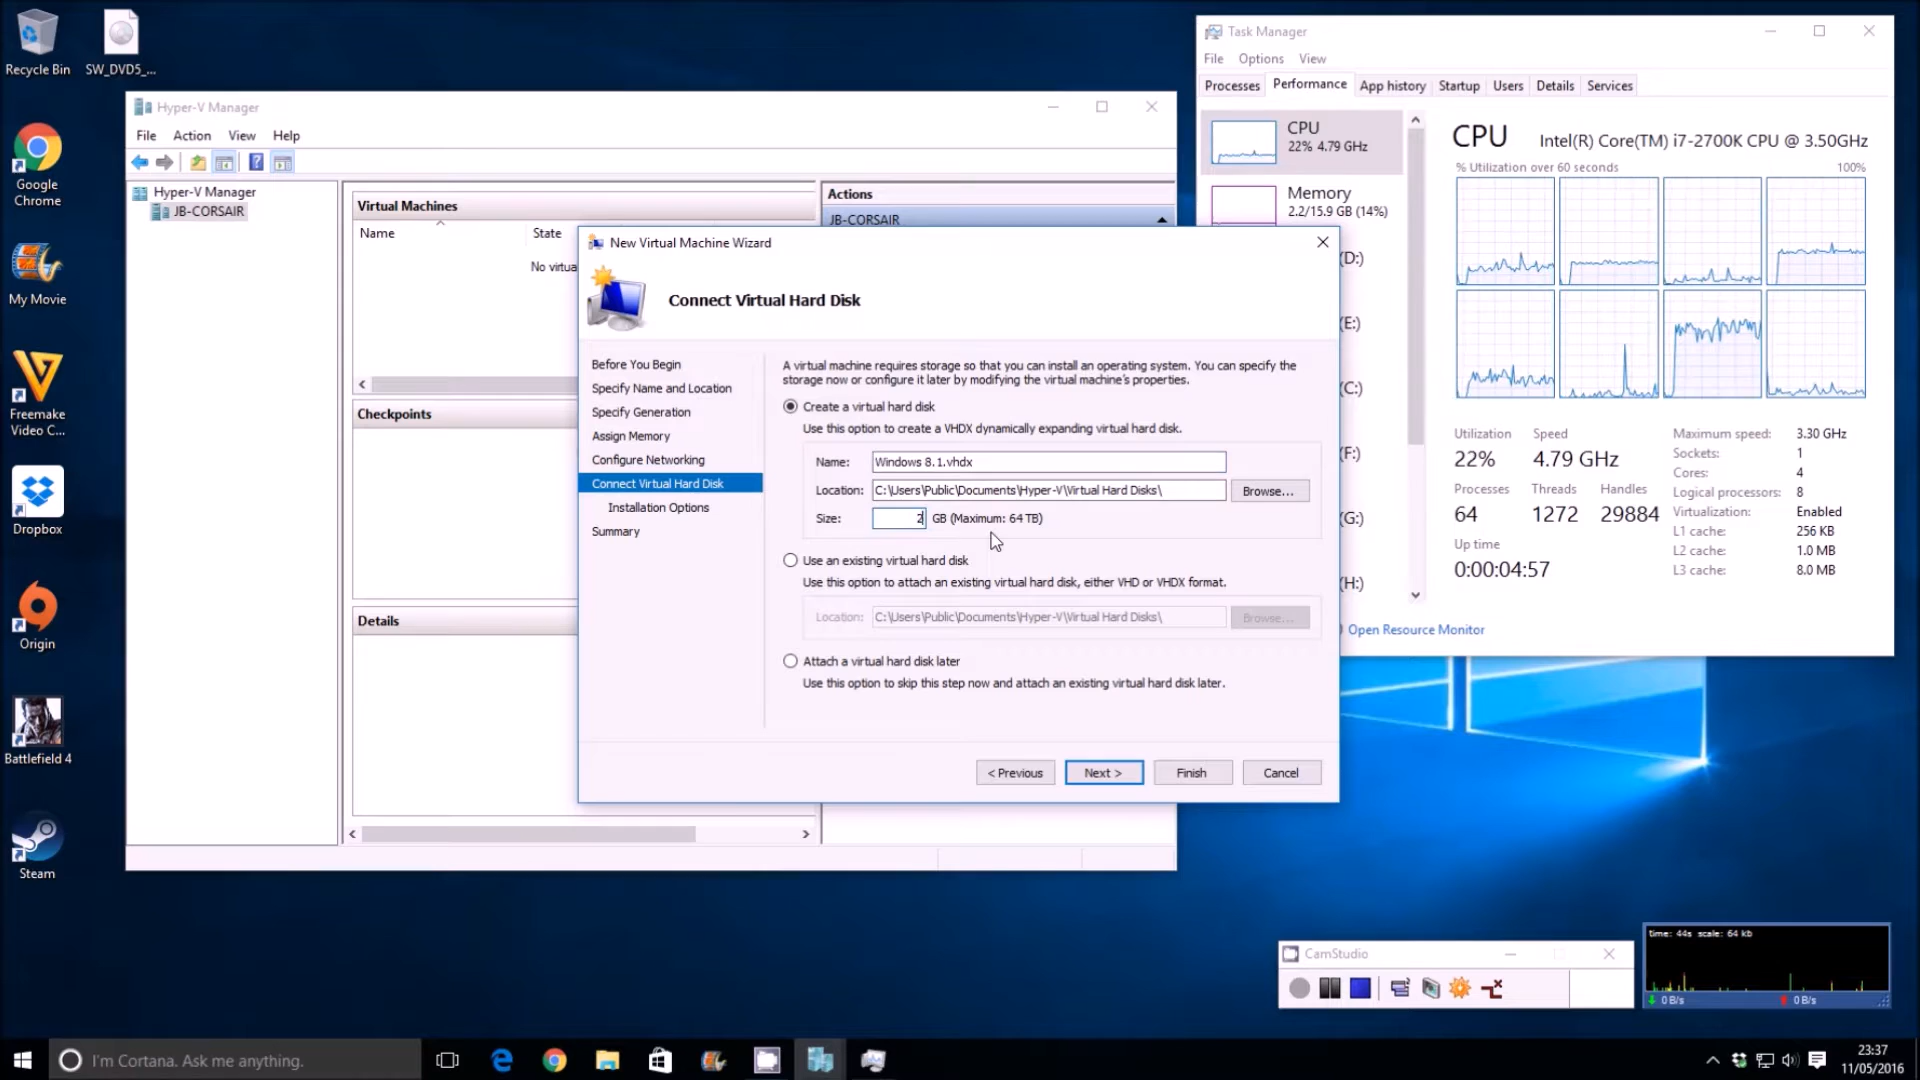 Recycle Bin
SW_DVD5_...
Google
Chrome
My Movie
Freemake
Video C...
Dropbox
Origin
Battlefield 4
Steam
Hyper-V Manager
File Action View Help
Hyper-V Manager
JB-CORSAIR
Virtual Machines
Name State
No virtua
Checkpoints
Details
Actions
JB-CORSAIR
New Virtual Machine Wizard
Connect Virtual Hard Disk
Before You Begin
Specify Name and Location
Specify Generation
Assign Memory
Configure Networking
Connect Virtual Hard Disk
Installation Options
Summary
A virtual machine requires storage so that you can install an operating system. You can specify the
storage now or configure it later by modifying the virtual machine's properties.
Create a virtual hard disk
Use this option to create a VHDX dynamically expanding virtual hard disk.
Name: Windows 8.1.vhdx
Location: C:\Users\Public\Documents\Hyper-V\Virtual Hard Disks\ Browse...
Size: 2 GB (Maximum: 64 TB)
Use an existing virtual hard disk
Use this option to attach an existing virtual hard disk, either VHD or VHDX format.
Location: C:\Users\Public\Documents\Hyper-V\Virtual Hard Disks\ Browse...
Attach a virtual hard disk later
Use this option to skip this step now and attach an existing virtual hard disk later.
< Previous Next > Finish Cancel
Task Manager
File Options View
Processes Performance App history Startup Users Details Services
CPU
22% 4.79 GHz
Memory
2.2/15.9 GB (14%)
(D:)
(E:)
(C:)
(F:)
(G:)
(H:)
CPU Intel(R) Core(TM) i7-2700K CPU @ 3.50GHz
% Utilization over 60 seconds 100%
Utilization Speed
22% 4.79 GHz
Processes Threads Handles
64 1272 29884
Up time
0:00:04:57
Maximum speed: 3.30 GHz
Sockets: 1
Cores: 4
Logical processors: 8
Virtualization: Enabled
L1 cache: 256 KB
L2 cache: 1.0 MB
L3 cache: 8.0 MB
Open Resource Monitor
CamStudio
time: 44s scale: 64 kb
0 B/s 0 B/s
I'm Cortana. Ask me anything.
23:37
11/05/2016